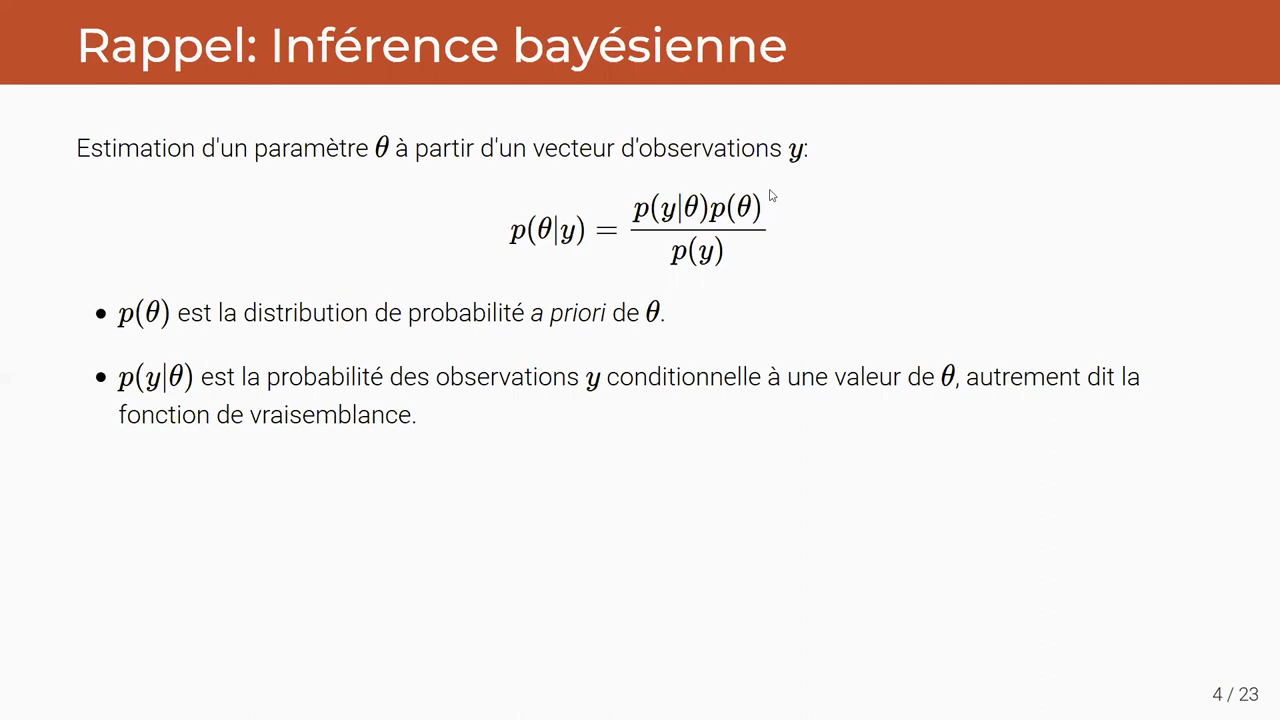 Rappel: Inférence bayésienne
Estimation d'un paramètre θ à partir d'un vecteur d'observations y:
p(θ|y) = p(y|θ)p(θ) / p(y)
• p(θ) est la distribution de probabilité a priori de θ.
• p(y|θ) est la probabilité des observations y conditionnelle à une valeur de θ, autrement dit la
fonction de vraisemblance.
4 / 23